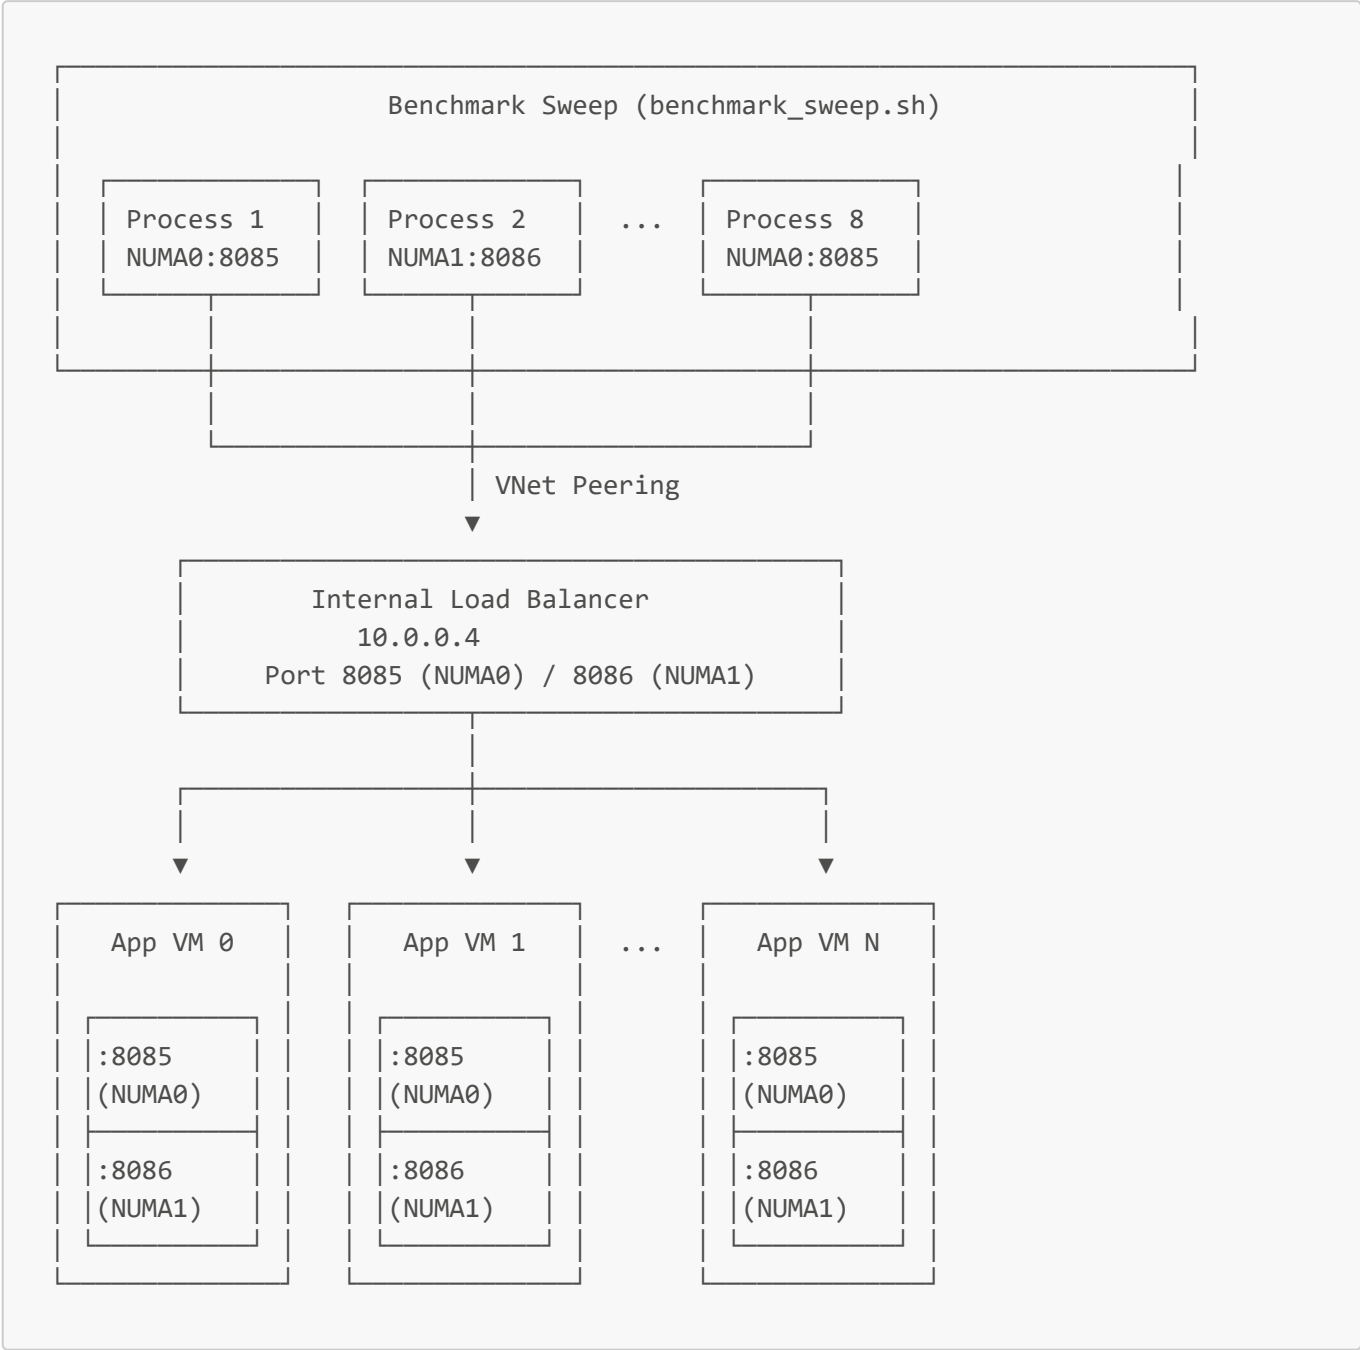 Benchmark Sweep (benchmark_sweep.sh)
Process 1 Process 2 ... Process 8
NUMA0:8085 NUMA1:8086 NUMA0:8085
VNet Peering
Internal Load Balancer
10.0.0.4
Port 8085 (NUMA0) / 8086 (NUMA1)
App VM 0 App VM 1 ... App VM N
:8085 :8085 :8085
(NUMA0) (NUMA0) (NUMA0)
:8086 :8086 :8086
(NUMA1) (NUMA1) (NUMA1)